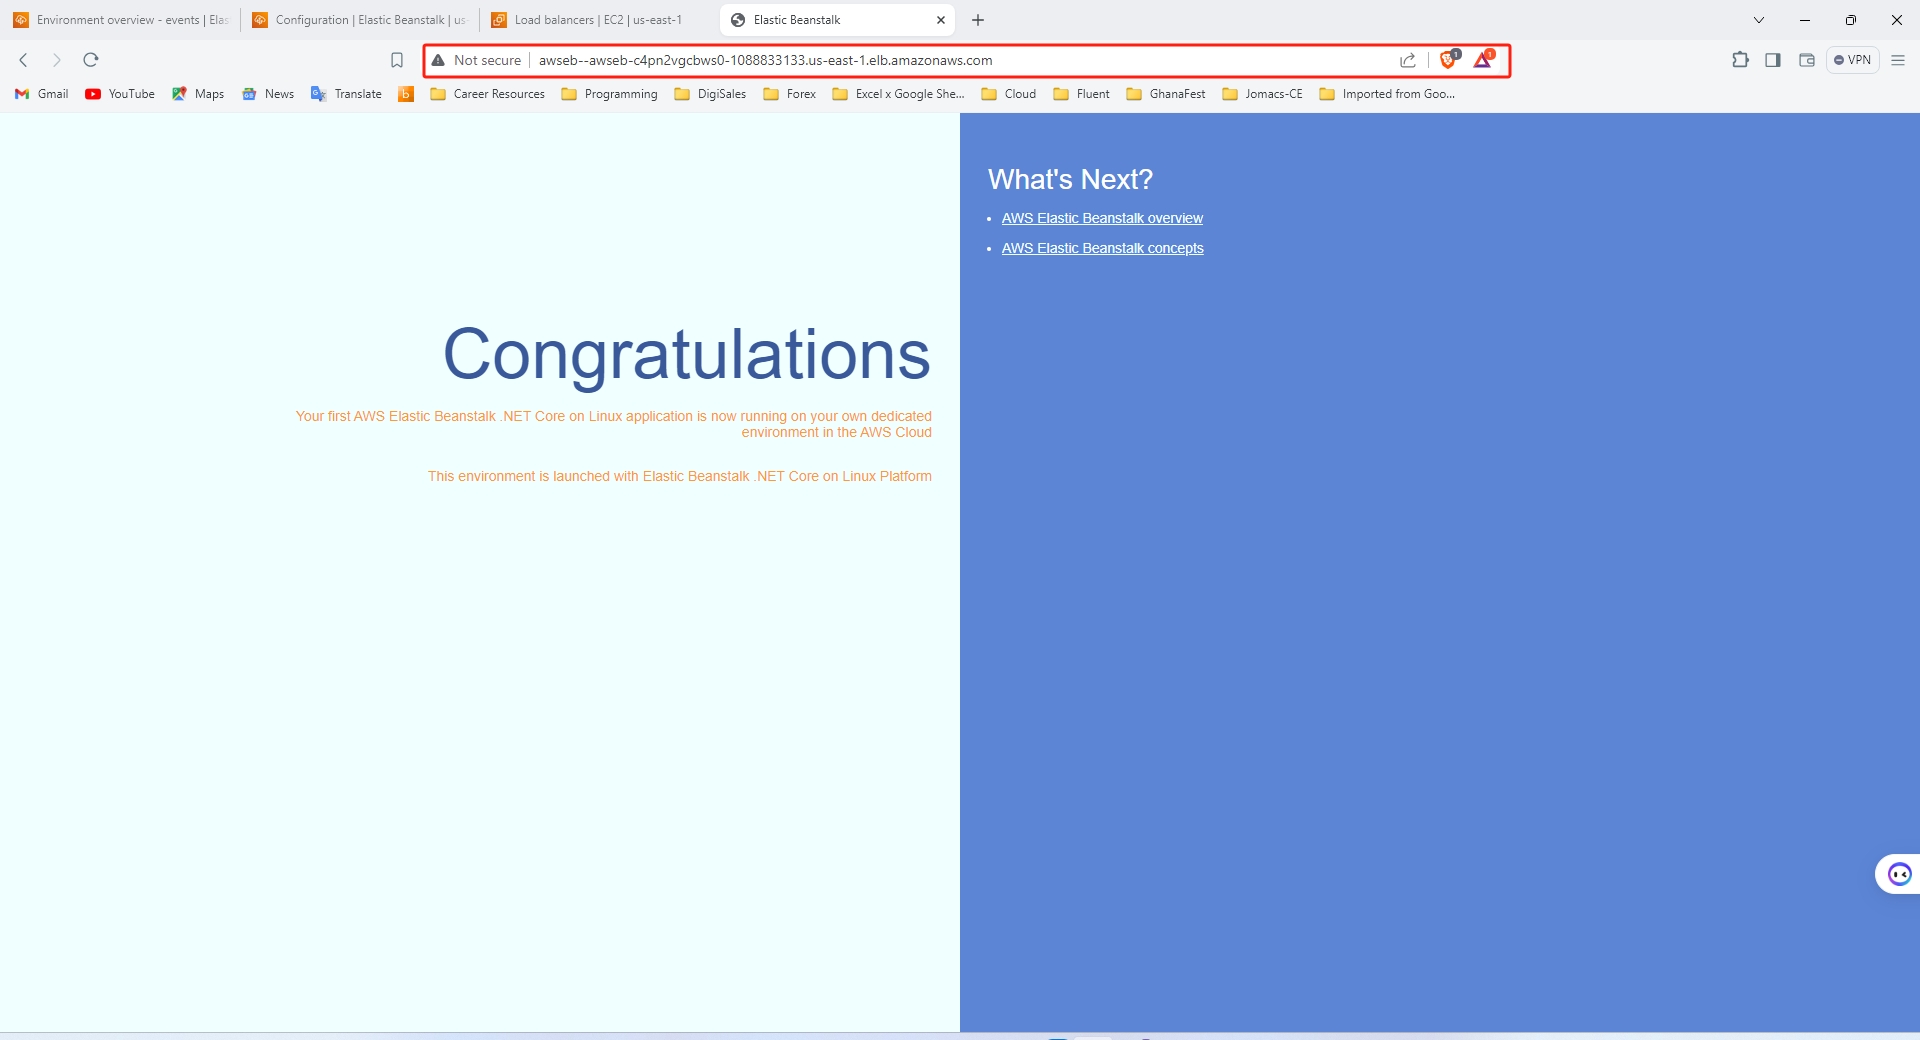 Environment overview - events | Elas
Configuration | Elastic Beanstalk | us-
Load balancers | EC2 | us-east-1
Elastic Beanstalk
Not secure
awseb--awseb-c4pn2vgcbws0-1088833133.us-east-1.elb.amazonaws.com
1
1
VPN
Gmail
YouTube
Maps
News
Translate
b
Career Resources
Programming
DigiSales
Forex
Excel x Google She...
Cloud
Fluent
GhanaFest
Jomacs-CE
Imported from Goo...
Congratulations
Your first AWS Elastic Beanstalk .NET Core on Linux application is now running on your own dedicated
environment in the AWS Cloud
This environment is launched with Elastic Beanstalk .NET Core on Linux Platform
What's Next?
AWS Elastic Beanstalk overview
AWS Elastic Beanstalk concepts